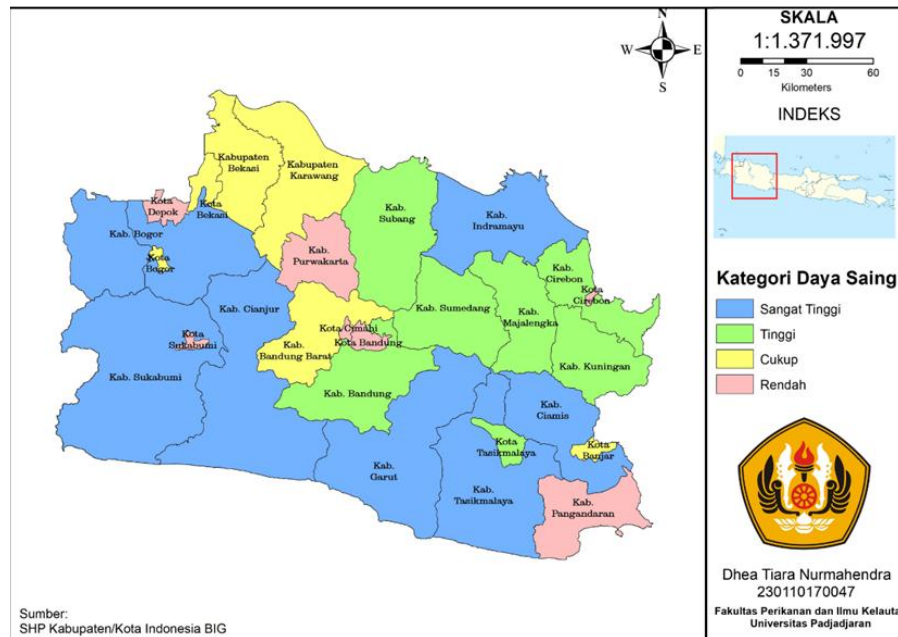 N
W
E
S
SKALA
1:1.371.997
0 15 30 60
Kilometers
INDEKS
Kabupaten
Bekasi
Kabupaten
Karawang
Kota
Depok
Kota
Bekasi
Kab. Bogor
Kota
Bogor
Kab.
Subang
Kab.
Indramayu
Kab.
Purwakarta
Kab. Cianjur
Kab.
Cirebon
Kota
Cirebon
Kab. Sumedang
Kab.
Majalengka
Kota Cimahi
Kota Bandung
Kab.
Bandung Barat
Kota
Sukabumi
Kab. Sukabumi
Kab. Kuningan
Kab. Bandung
Kab.
Ciamis
Kota
Tasikmalaya
Kota
Banjar
Kab.
Garut
Kab.
Tasikmalaya
Kab.
Pangandaran
Kategori Daya Saing
Sangat Tinggi
Tinggi
Cukup
Rendah
Dhea Tiara Nurmahendra
230110170047
Fakultas Perikanan dan Ilmu Kelauta
Universitas Padjadjaran
Sumber:
SHP Kabupaten/Kota Indonesia BIG